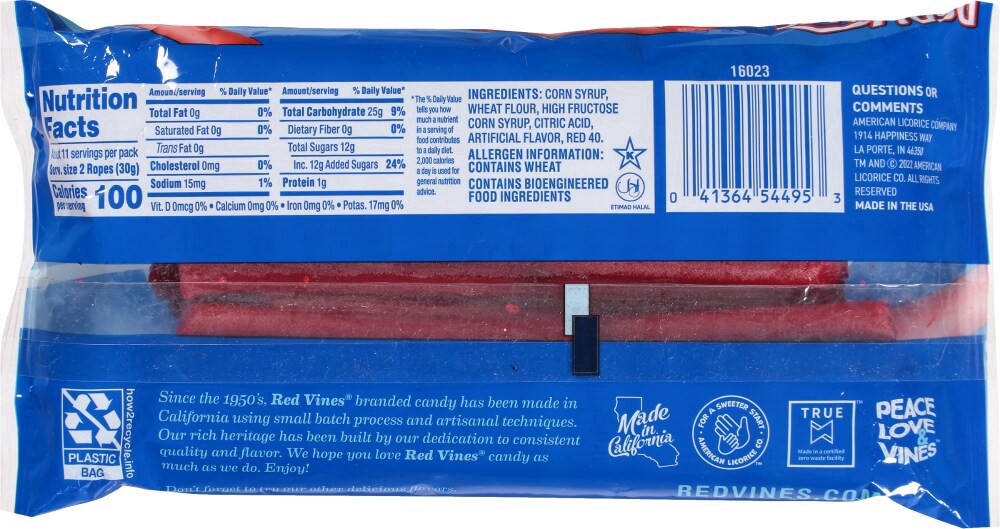 16023
Nutrition
Facts
about 11 servings per pack
Serv. size 2 Ropes (30g)
Calories
per serving 100
Amount/serving % Daily Value*
Total Fat 0g 0%
Saturated Fat 0g 0%
Trans Fat 0g
Cholesterol 0mg 0%
Sodium 15mg 1%
Amount/serving % Daily Value*
Total Carbohydrate 25g 9%
Dietary Fiber 0g 0%
Total Sugars 12g
Inc. 12g Added Sugars 24%
Protein 1g
Vit. D 0mcg 0% • Calcium 0mg 0% • Iron 0mg 0% • Potas. 17mg 0%
*The % Daily Value
tells you how
much a nutrient
in a serving of
food contributes
to a daily diet.
2,000 calories
a day is used for
general nutrition
advice.
INGREDIENTS: CORN SYRUP,
WHEAT FLOUR, HIGH FRUCTOSE
CORN SYRUP, CITRIC ACID,
ARTIFICIAL FLAVOR, RED 40.
ALLERGEN INFORMATION:
CONTAINS WHEAT
CONTAINS BIOENGINEERED
FOOD INGREDIENTS
K
ETIMAD HALAL
0 41364 54495 3
QUESTIONS OR
COMMENTS
AMERICAN LICORICE COMPANY
1914 HAPPINESS WAY
LA PORTE, IN 46350
TM AND © 2022 AMERICAN
LICORICE CO. ALL RIGHTS
RESERVED
MADE IN THE USA
PLASTIC
BAG
how2recycle.info
Since the 1950's, Red Vines® branded candy has been made in
California using small batch process and artisanal techniques.
Our rich heritage has been built by our dedication to consistent
quality and flavor. We hope you love Red Vines® candy as
much as we do. Enjoy!
Don't forget to try our other delicious flavors.
Made
in
California
FOR A SWEETER START
AMERICAN LICORICE CO.
TM
TRUE
Made in a certified
zero waste facility
PEACE
LOVE
&
VINES
REDVINES.COM